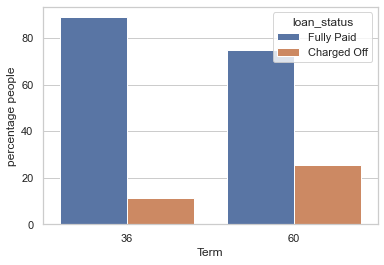 loan_status
Fully Paid
Charged Off
percentage people
80
60
40
20
0
36
60
Term